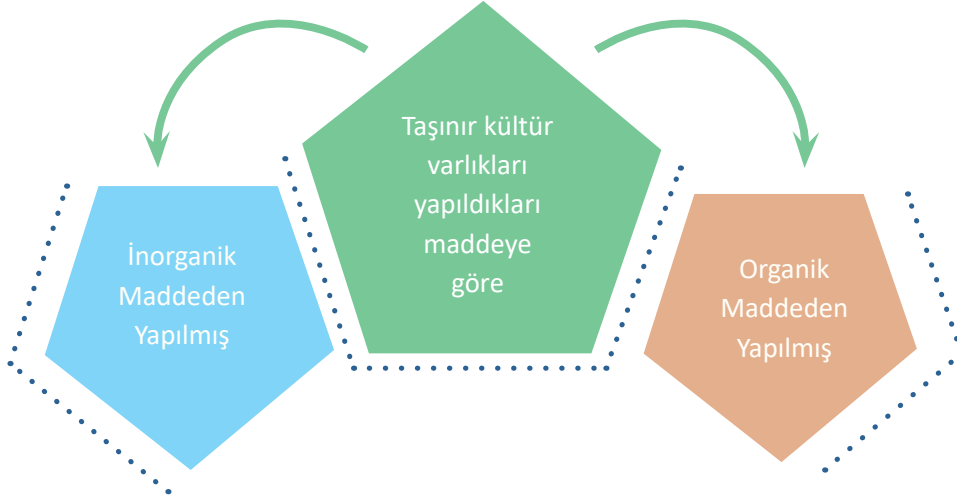 Taşınır kültür
varlıkları
yapıldıkları
maddeye
göre
İnorganik
Maddeden
Yapılmış
Organik
Maddeden
Yapılmış